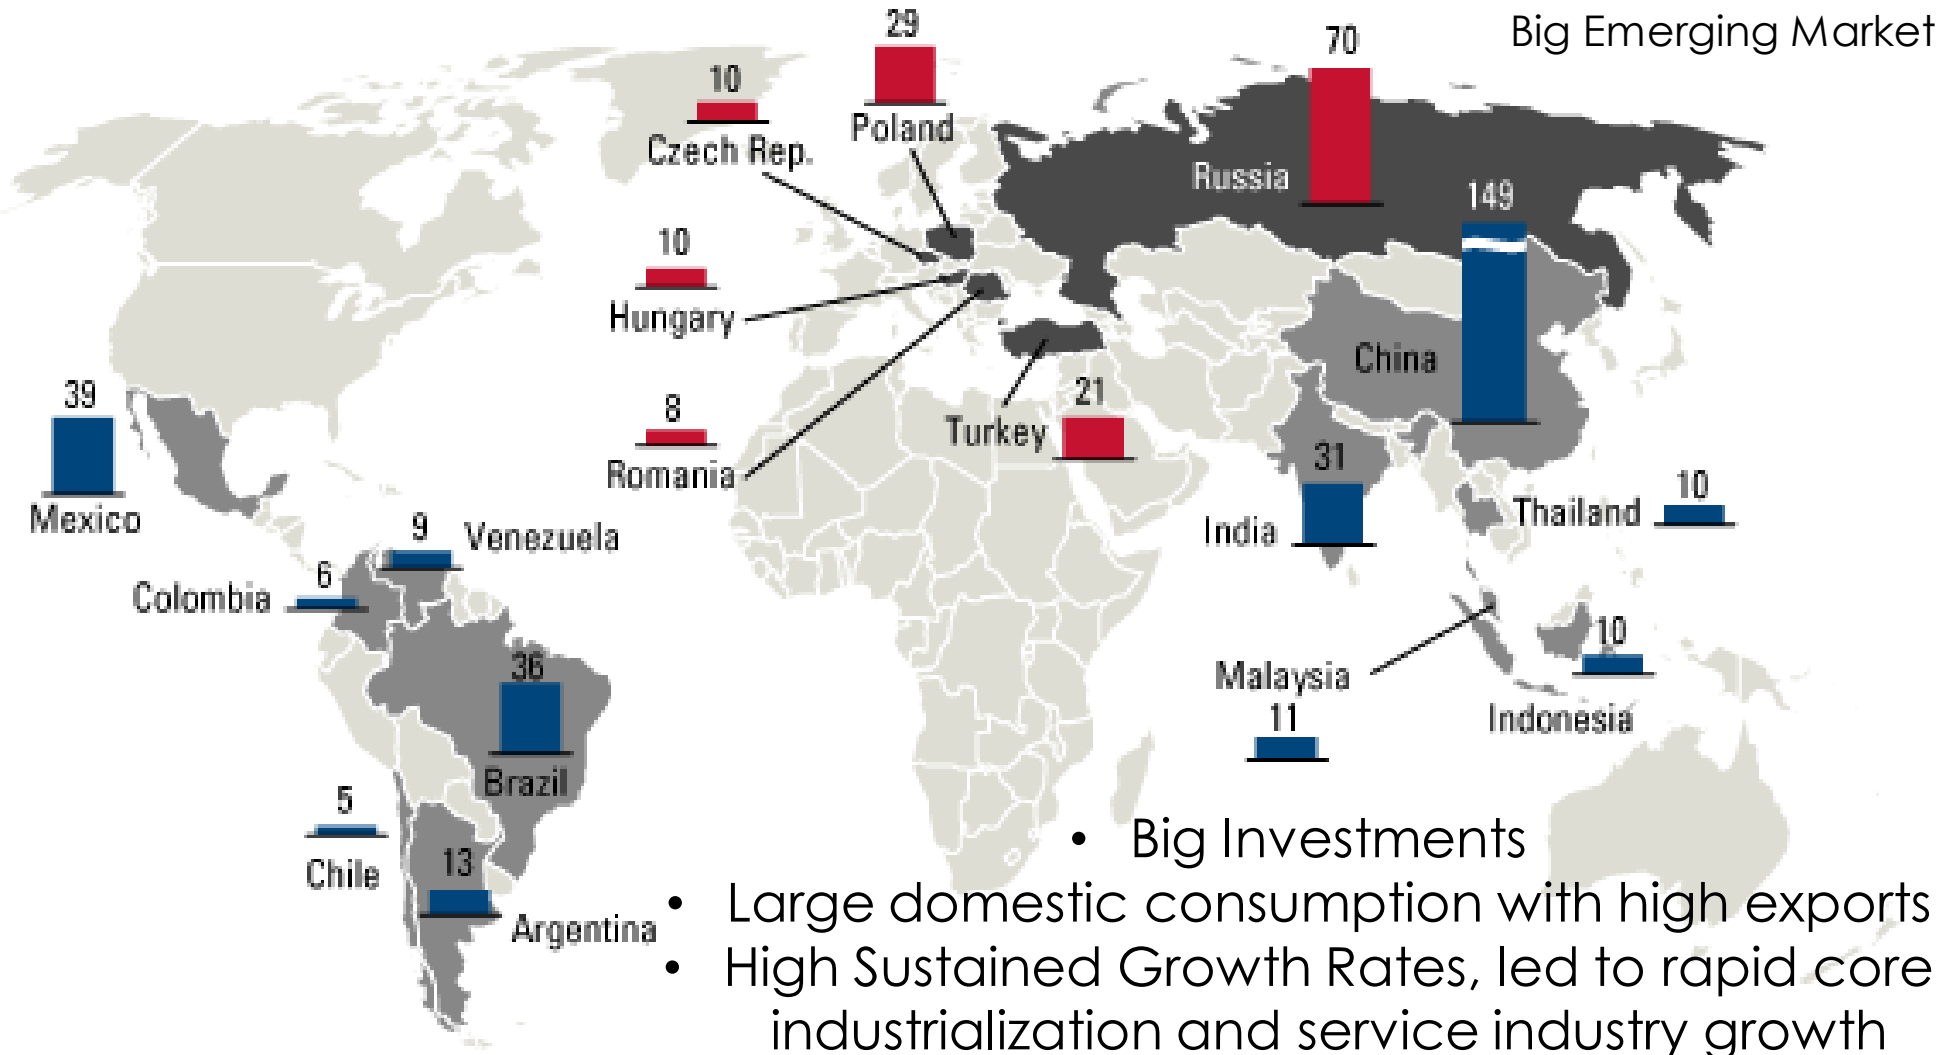 Big Emerging Market
29
Poland
10
Czech Rep.
70
Russia
149
China
10
Hungary
8
Romania
21
Turkey
39
Mexico
31
India
10
Thailand
9
Venezuela
6
Colombia
36
Brazil
Malaysia
11
10
Indonesia
5
Chile
13
Argentina
• Big Investments
• Large domestic consumption with high exports
• High Sustained Growth Rates, led to rapid core
industrialization and service industry growth